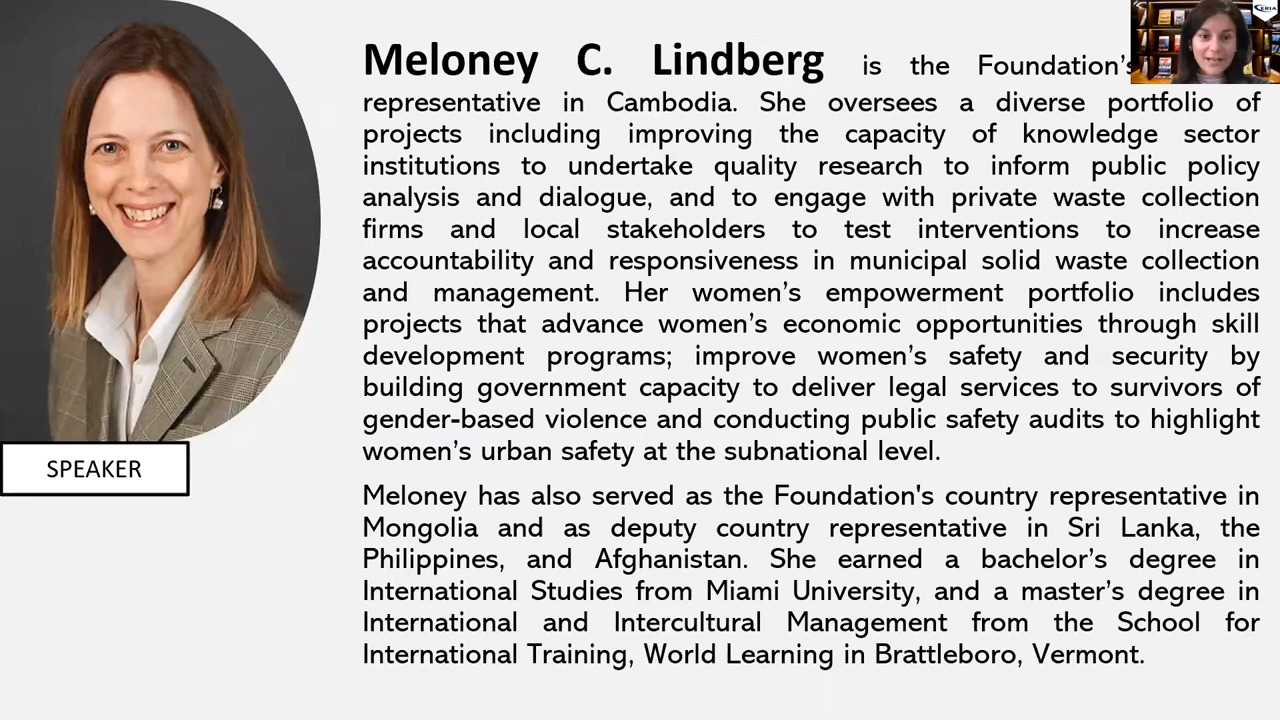 ERIA
Meloney C. Lindberg is the Foundation's
representative in Cambodia. She oversees a diverse portfolio of
projects including improving the capacity of knowledge sector
institutions to undertake quality research to inform public policy
analysis and dialogue, and to engage with private waste collection
firms and local stakeholders to test interventions to increase
accountability and responsiveness in municipal solid waste collection
and management. Her women’s empowerment portfolio includes
projects that advance women’s economic opportunities through skill
development programs; improve women’s safety and security by
building government capacity to deliver legal services to survivors of
gender-based violence and conducting public safety audits to highlight
women’s urban safety at the subnational level.
SPEAKER
Meloney has also served as the Foundation's country representative in
Mongolia and as deputy country representative in Sri Lanka, the
Philippines, and Afghanistan. She earned a bachelor’s degree in
International Studies from Miami University, and a master’s degree in
International and Intercultural Management from the School for
International Training, World Learning in Brattleboro, Vermont.